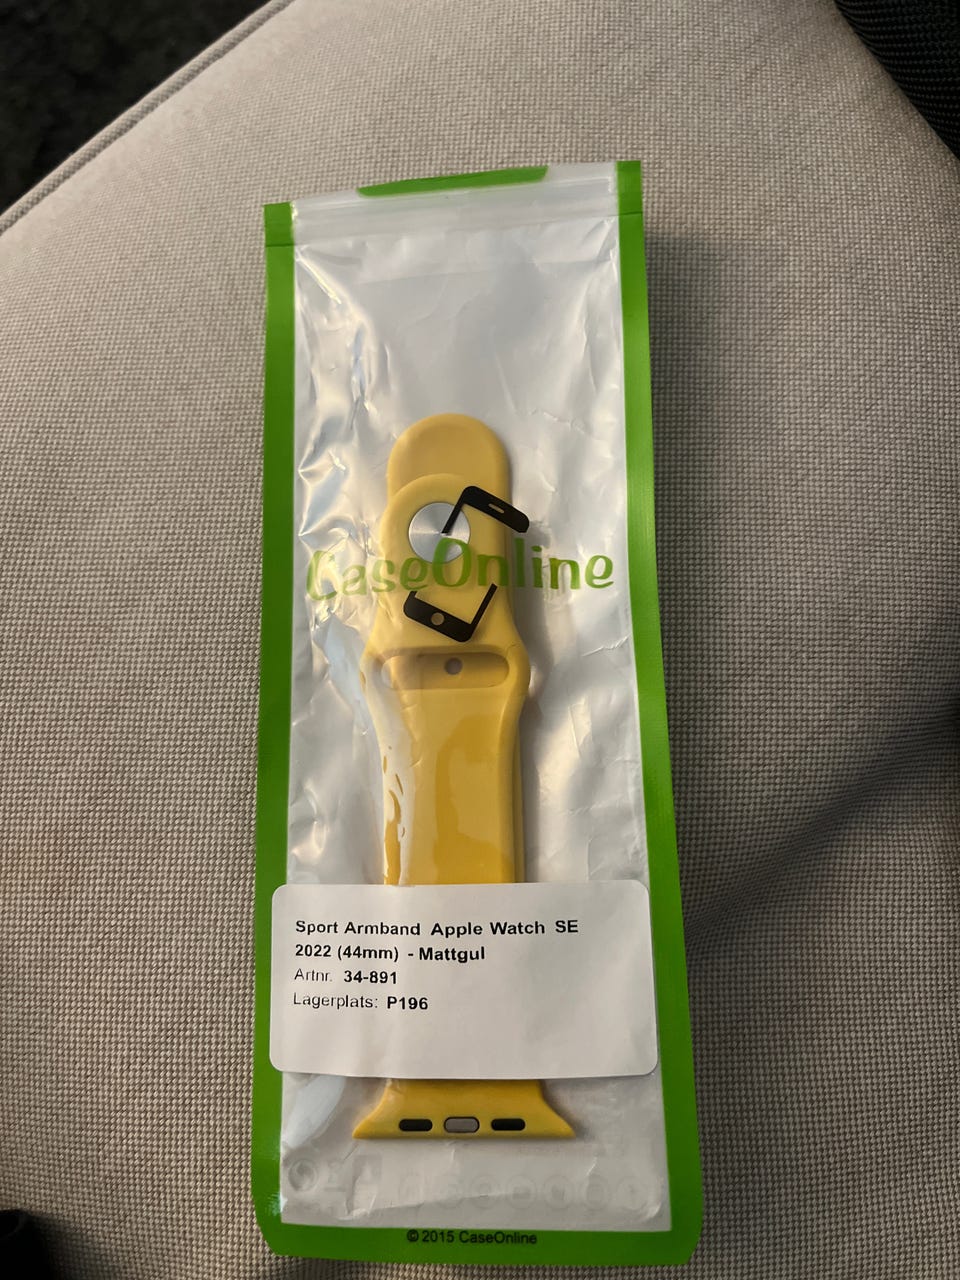 CaseOnline
Sport Armband Apple Watch SE
2022 (44mm) - Mattgul
Artnr. 34-891
Lagerplats: P196
© 2015 CaseOnline